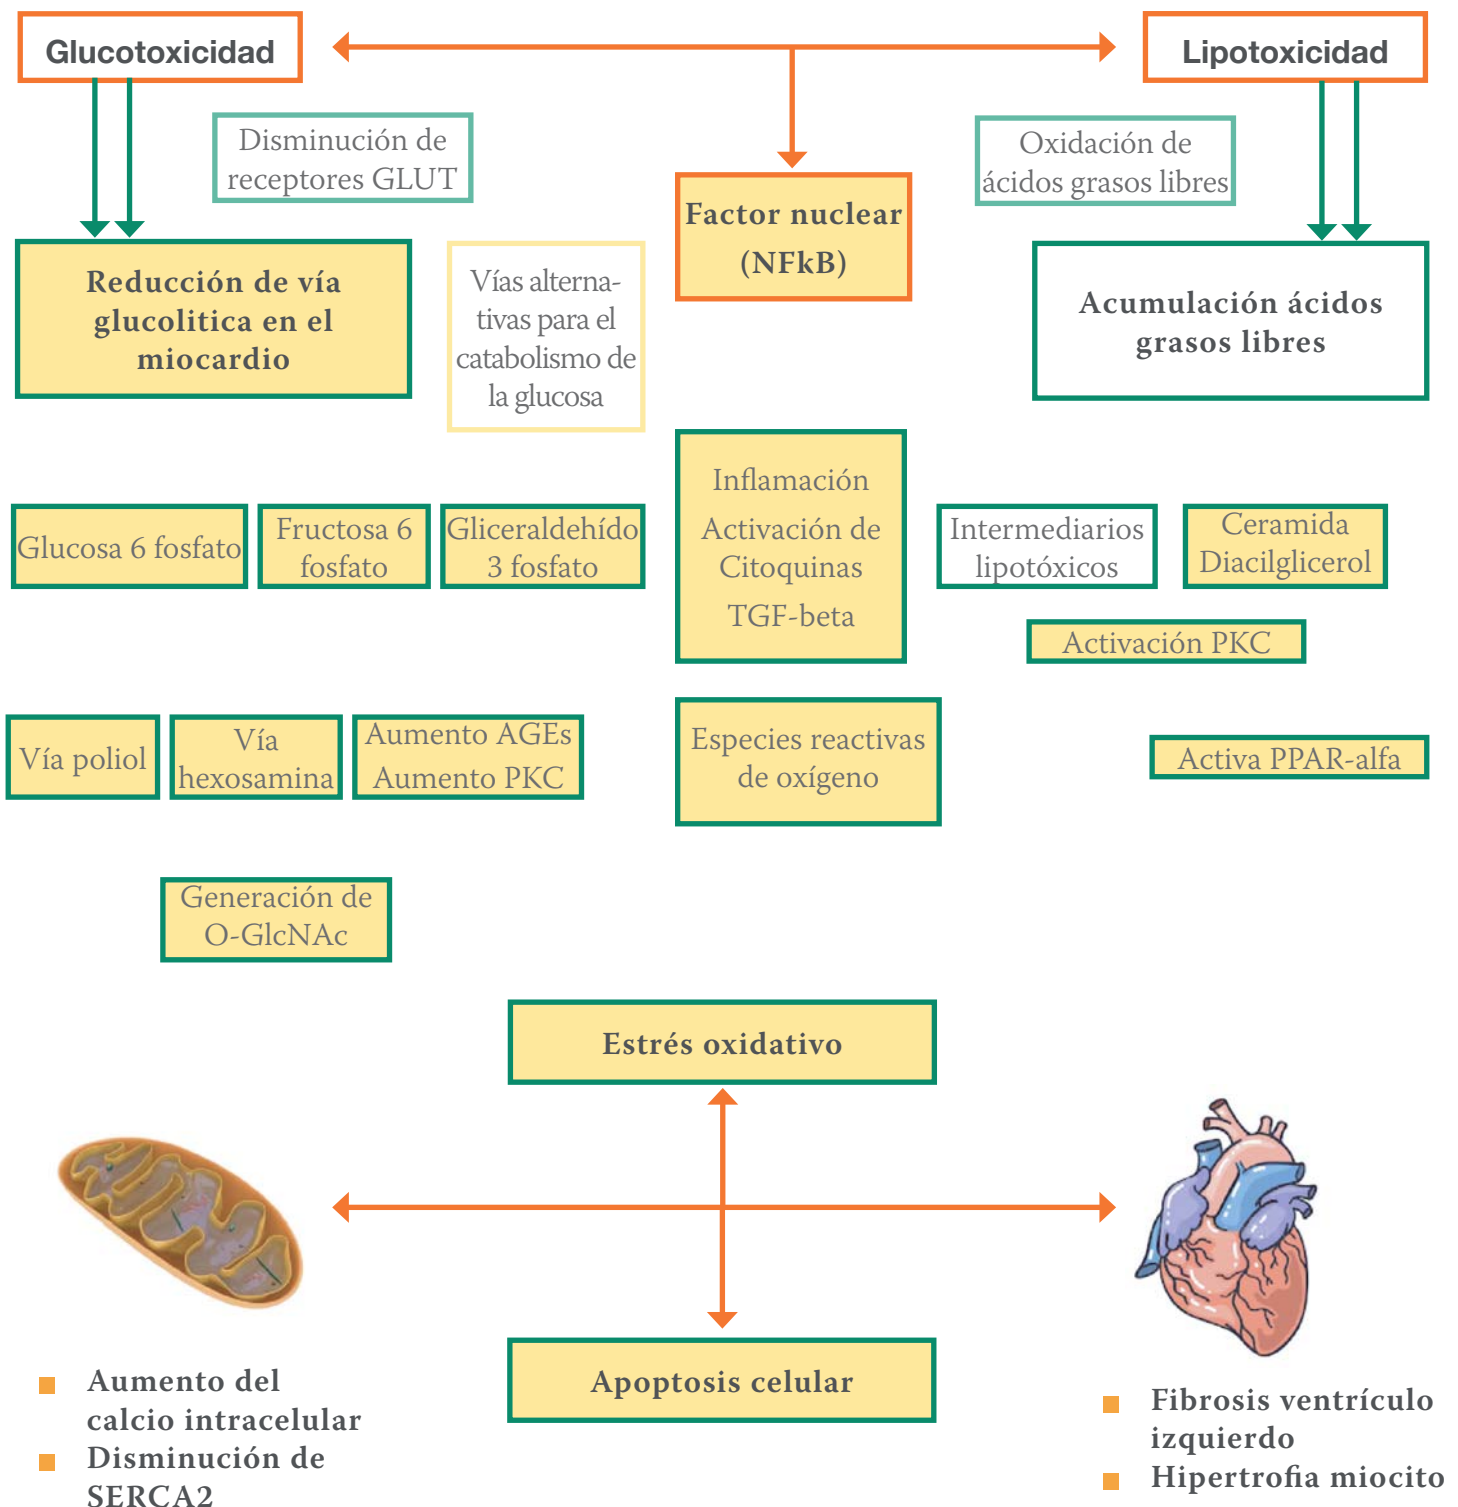 Glucotoxicidad
Lipotoxicidad
Disminución de
receptores GLUT
Oxidación de
ácidos grasos libres
Factor nuclear
(NFkB)
Reducción de vía
glucolitica en el
miocardio
Vías alterna-
tivas para el
catabolismo de
la glucosa
Acumulación ácidos
grasos libres
Glucosa 6 fosfato
Fructosa 6
fosfato
Gliceraldehído
3 fosfato
Inflamación
Activación de
Citoquinas
TGF-beta
Intermediarios
lipotóxicos
Ceramida
Diacilglicerol
Activación PKC
Vía poliol
Vía
hexosamina
Aumento AGEs
Aumento PKC
Especies reactivas
de oxígeno
Activa PPAR-alfa
Generación de
O-GlcNAc
Estrés oxidativo
Apoptosis celular
Aumento del
calcio intracelular
Disminución de
SERCA2
Fibrosis ventrículo
izquierdo
Hipertrofia miocito